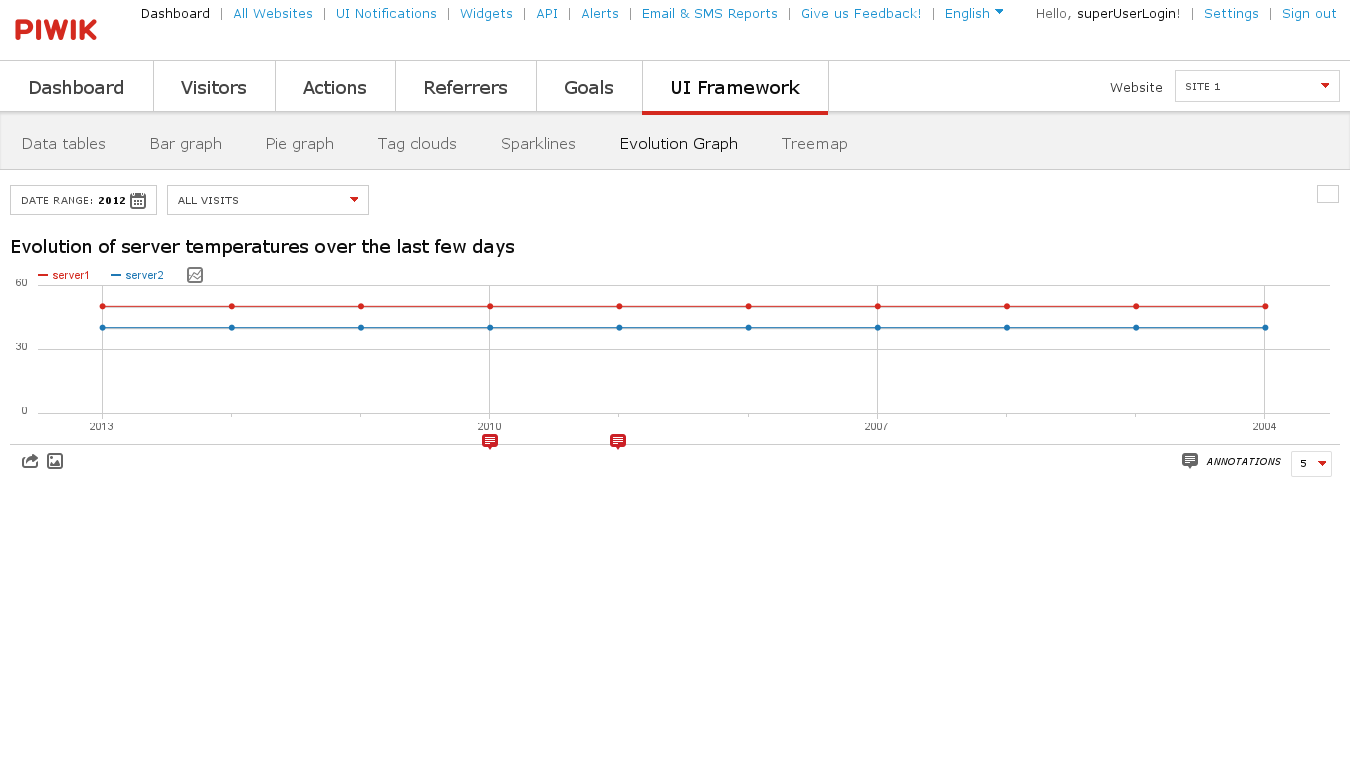 PIWIK
Dashboard | All Websites | UI Notifications | Widgets | API | Alerts | Email & SMS Reports | Give us Feedback! | English
Hello, superUserLogin! | Settings | Sign out
Dashboard Visitors Actions Referrers Goals UI Framework
Website SITE 1
Data tables Bar graph Pie graph Tag clouds Sparklines Evolution Graph Treemap
DATE RANGE: 2012
ALL VISITS
Evolution of server temperatures over the last few days
server1 server2
60
30
0
2013 2010 2007 2004
ANNOTATIONS 5